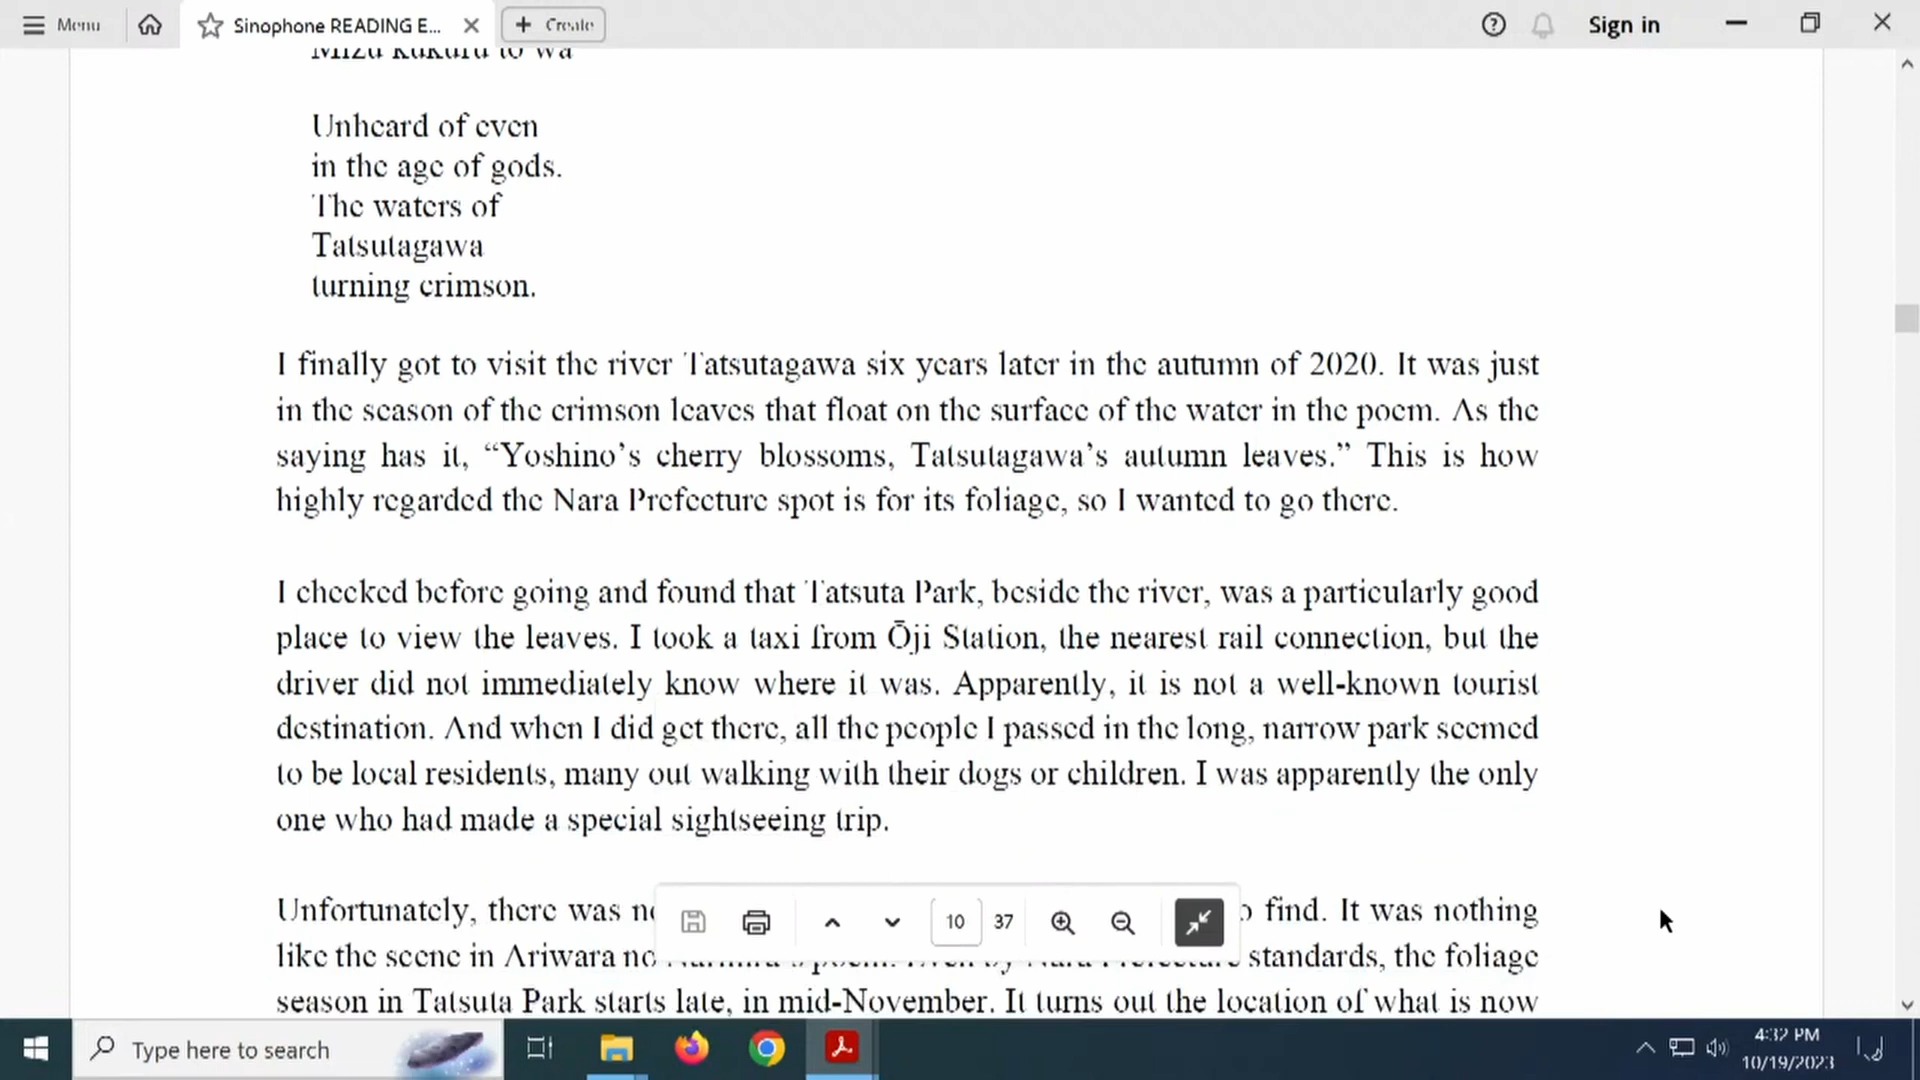 Menu
Sinophone READING E...
Create
Sign in
Mizu kukuru to wa
Unheard of even
in the age of gods.
The waters of
Tatsutagawa
turning crimson.
I finally got to visit the river Tatsutagawa six years later in the autumn of 2020. It was just
in the season of the crimson leaves that float on the surface of the water in the poem. As the
saying has it, “Yoshino’s cherry blossoms, Tatsutagawa’s autumn leaves.” This is how
highly regarded the Nara Prefecture spot is for its foliage, so I wanted to go there.
I checked before going and found that Tatsuta Park, beside the river, was a particularly good
place to view the leaves. I took a taxi from Ōji Station, the nearest rail connection, but the
driver did not immediately know where it was. Apparently, it is not a well-known tourist
destination. And when I did get there, all the people I passed in the long, narrow park seemed
to be local residents, many out walking with their dogs or children. I was apparently the only
one who had made a special sightseeing trip.
Unfortunately, there was find. It was nothing
like the scene in Ariwara no standards, the foliage
season in Tatsuta Park starts late, in mid-November. It turns out the location of what is now
10 37
Type here to search
4:32 PM
10/19/2023